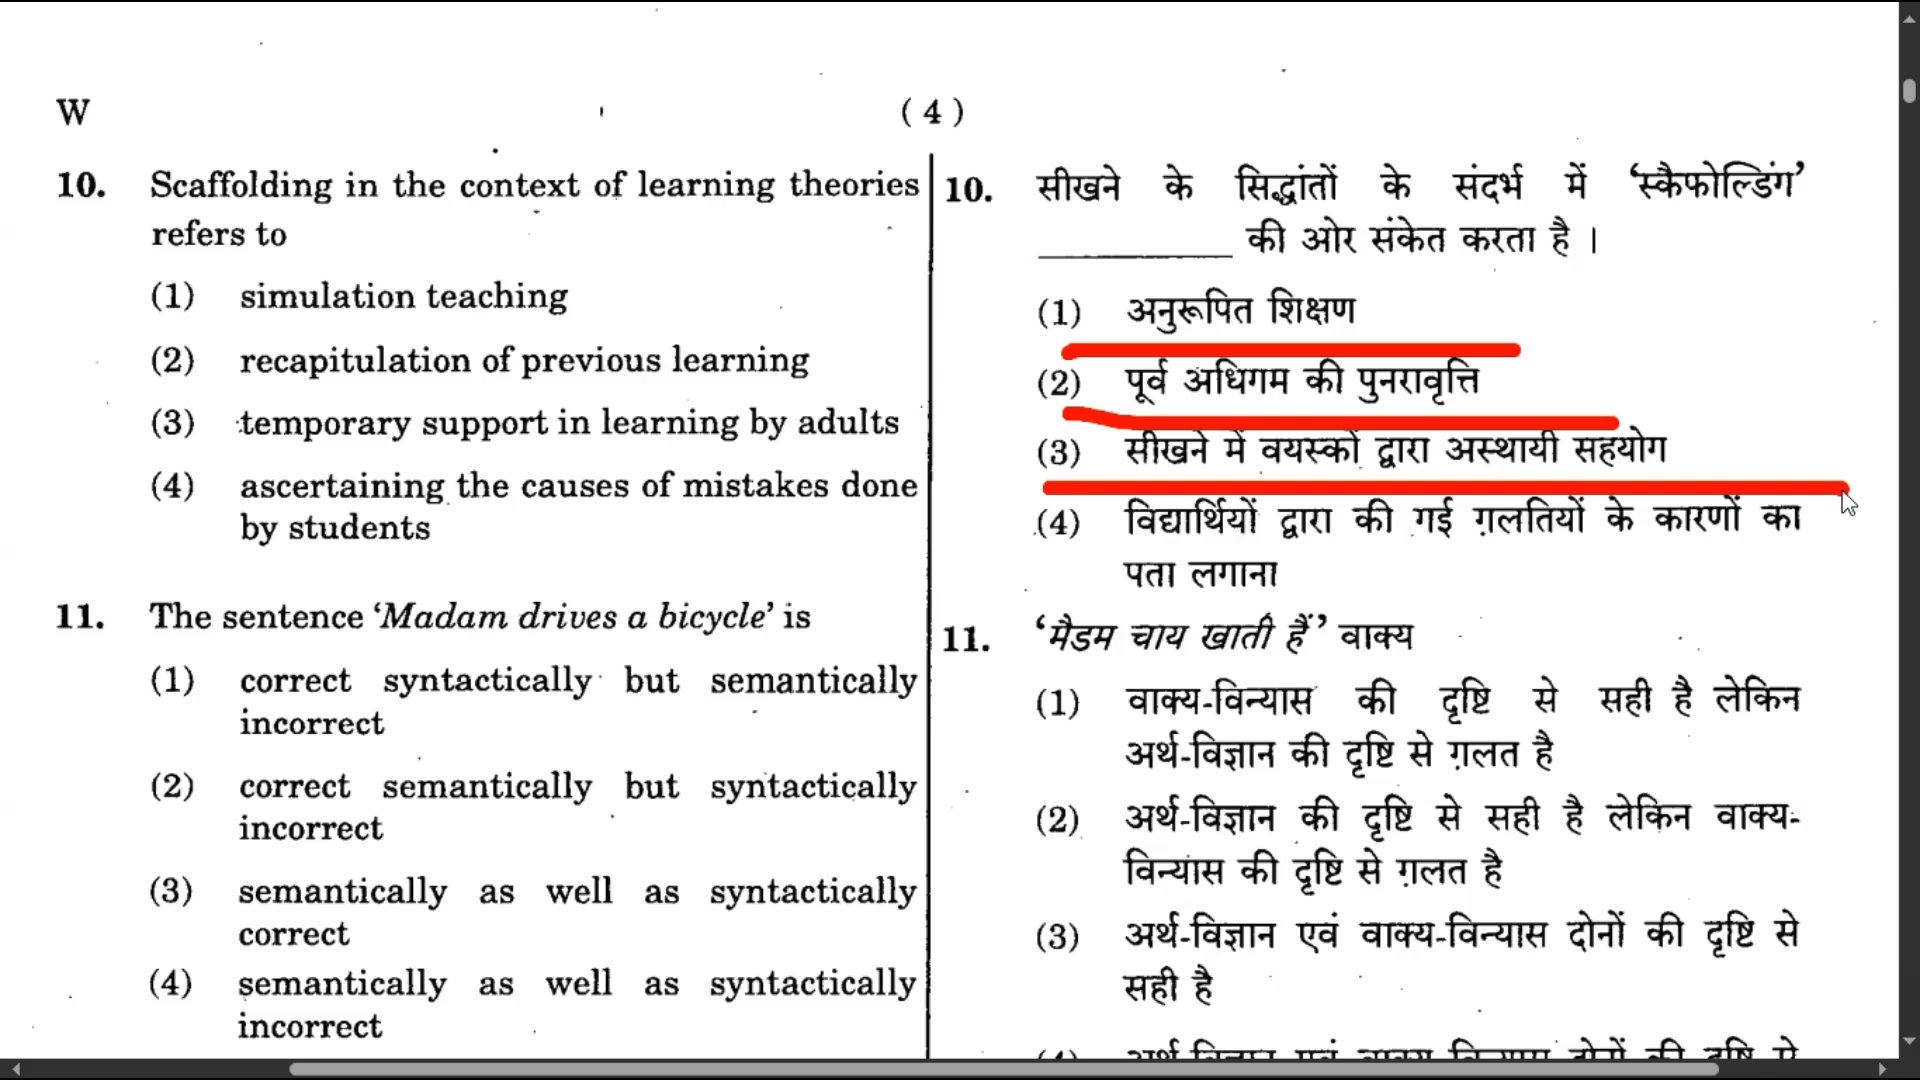 W
( 4 )
10. Scaffolding in the context of learning theories
refers to
(1) simulation teaching
(2) recapitulation of previous learning
(3) temporary support in learning by adults
(4) ascertaining the causes of mistakes done
by students
11. The sentence ‘Madam drives a bicycle’ is
(1) correct syntactically but semantically
incorrect
(2) correct semantically but syntactically
incorrect
(3) semantically as well as syntactically
correct
(4) semantically as well as syntactically
incorrect
10. सीखने के सिद्धांतों के संदर्भ में ‘स्कैफोल्डिंग’
__________ की ओर संकेत करता है ।
(1) अनुरूपित शिक्षण
(2) पूर्व अधिगम की पुनरावृत्ति
(3) सीखने में वयस्कों द्वारा अस्थायी सहयोग
(4) विद्यार्थियों द्वारा की गई ग़लतियों के कारणों का
पता लगाना
11. ‘मैडम चाय खाती हैं’ वाक्य
(1) वाक्य-विन्यास की दृष्टि से सही है लेकिन
अर्थ-विज्ञान की दृष्टि से ग़लत है
(2) अर्थ-विज्ञान की दृष्टि से सही है लेकिन वाक्य-
विन्यास की दृष्टि से ग़लत है
(3) अर्थ-विज्ञान एवं वाक्य-विन्यास दोनों की दृष्टि से
सही है
(4) अर्थ-विज्ञान एवं वाक्य-विन्यास दोनों की दृष्टि से